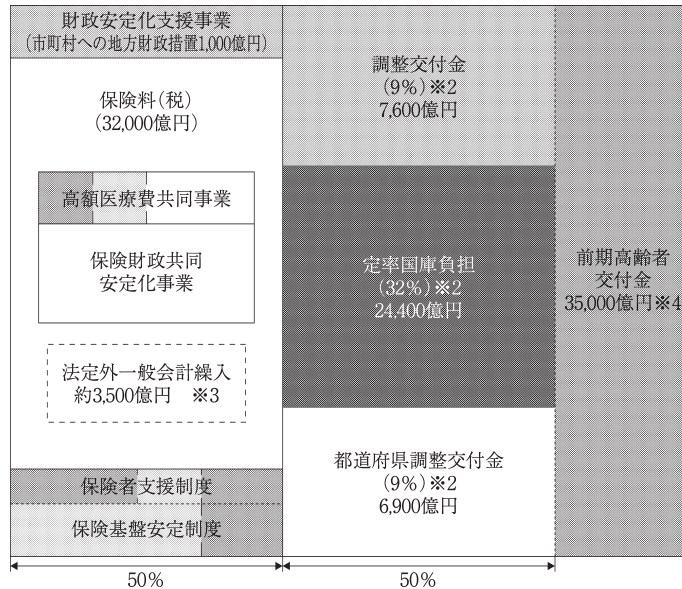 財政安定化支援事業
(市町村への地方財政措置1,000億円)
保険料(税)
(32,000億円)
高額医療費共同事業
保険財政共同
安定化事業
法定外一般会計繰入
約3,500億円　※3
保険者支援制度
保険基盤安定制度
調整交付金
(9%)※2
7,600億円
定率国庫負担
(32%)※2
24,400億円
都道府県調整交付金
(9%)※2
6,900億円
前期高齢者
交付金
35,000億円※4
50%
50%